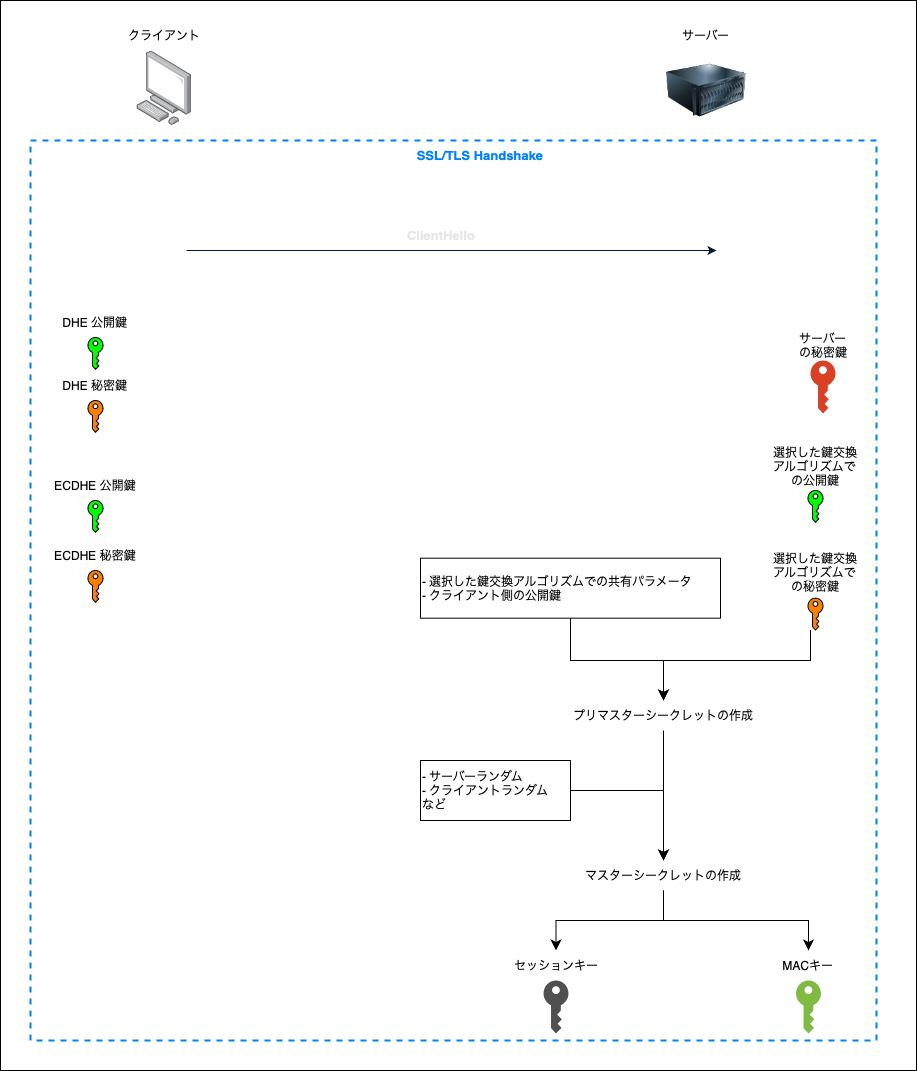 クライアント
サーバー
SSL/TLS Handshake
ClientHello
DHE 公開鍵
DHE 秘密鍵
ECDHE 公開鍵
ECDHE 秘密鍵
サーバー
の秘密鍵
選択した鍵交換
アルゴリズムで
の公開鍵
選択した鍵交換
アルゴリズムで
の秘密鍵
- 選択した鍵交換アルゴリズムでの共有パラメータ
- クライアント側の公開鍵
プリマスターシークレットの作成
- サーバーランダム
- クライアントランダム
など
マスターシークレットの作成
セッションキー
MACキー